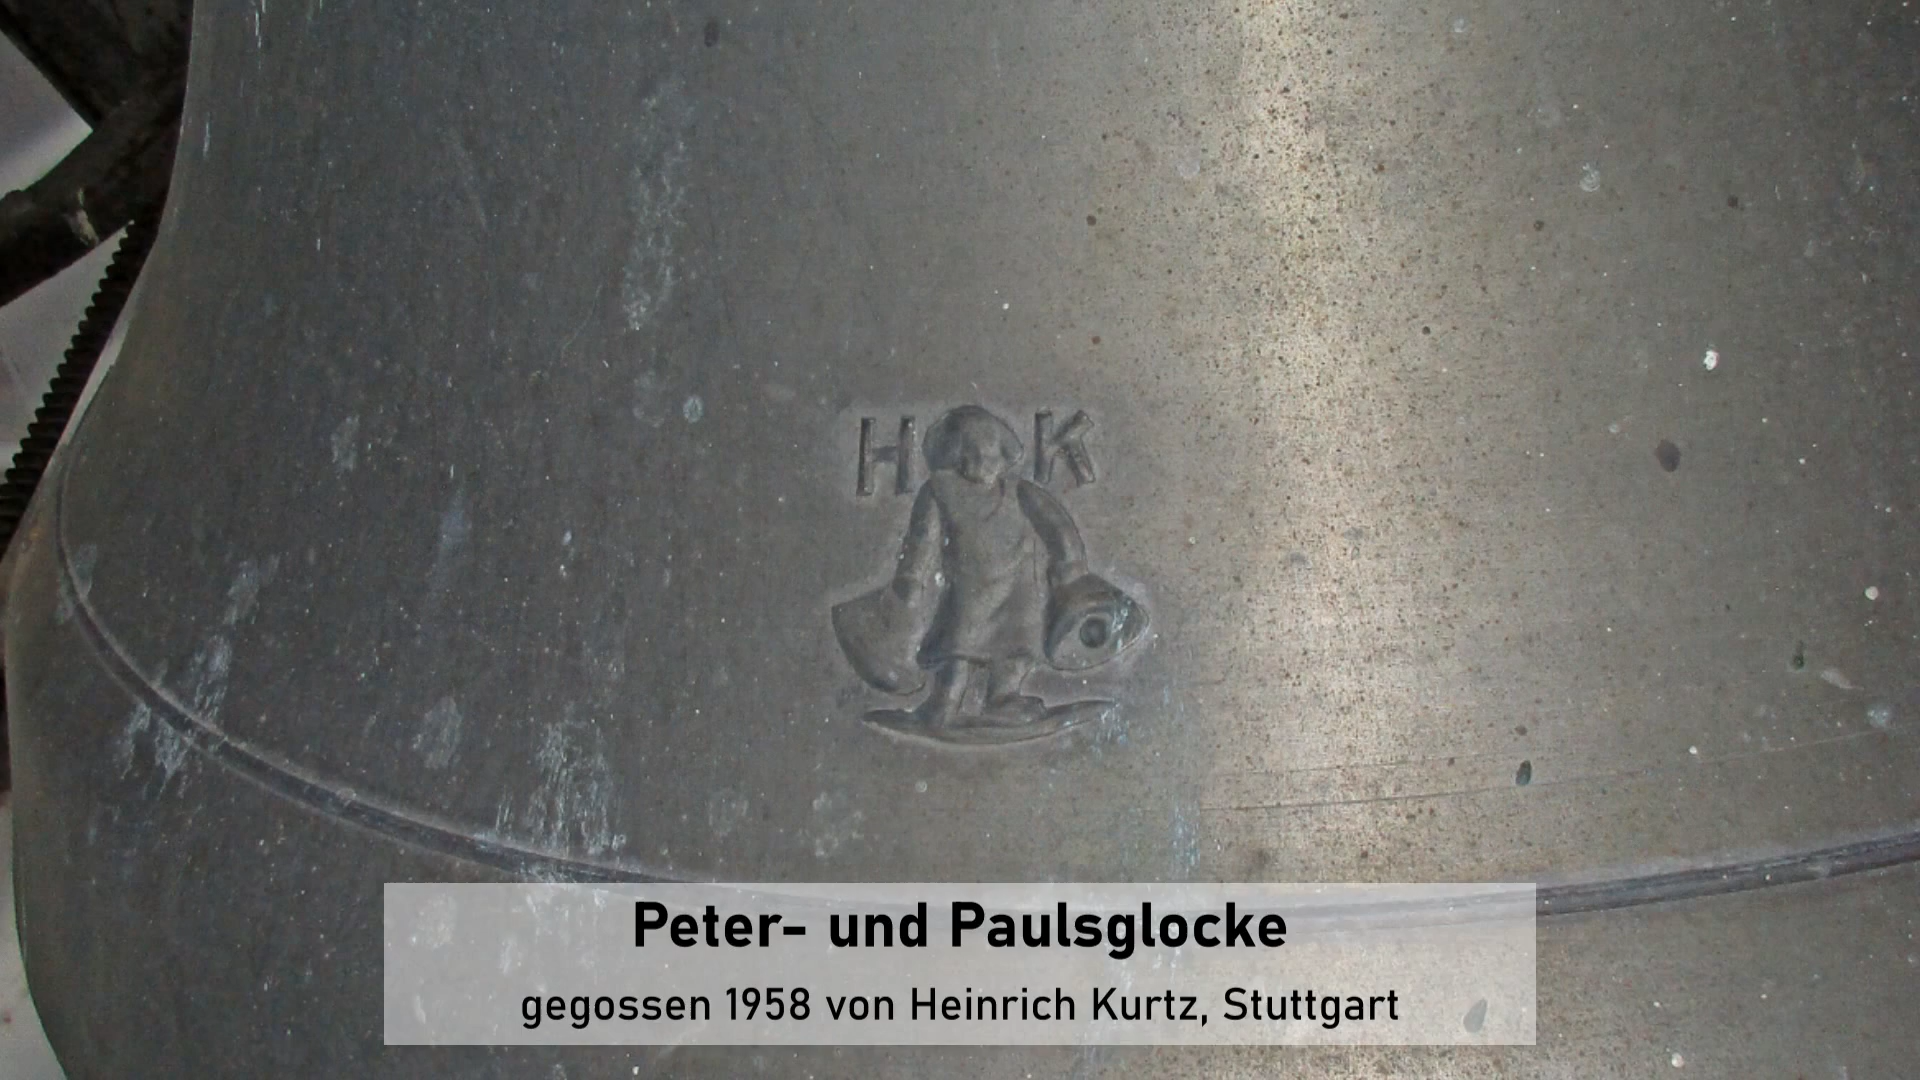 H K
Peter- und Paulsglocke
gegossen 1958 von Heinrich Kurtz, Stuttgart